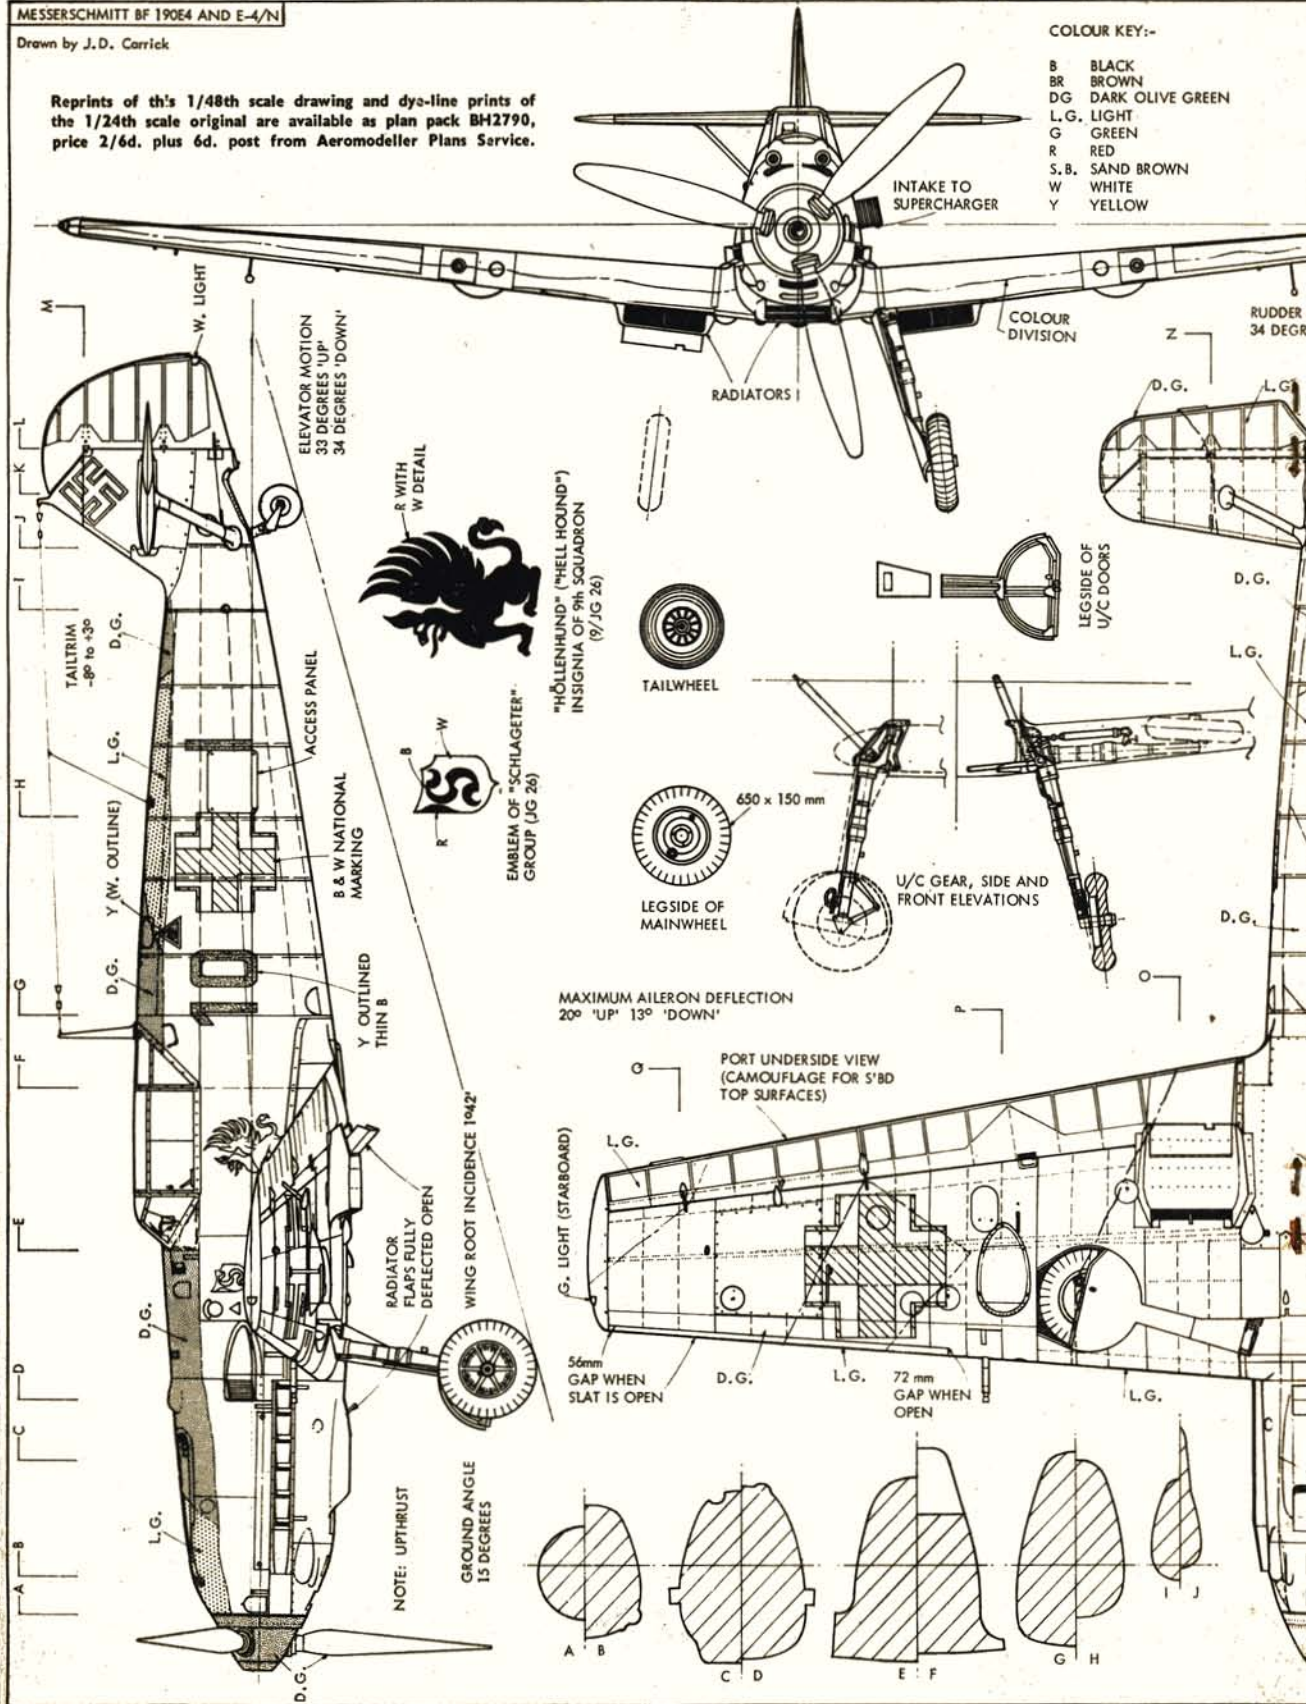 MESSERSCHMITT BF 190E4 AND E-4/N
Drawn by J.D. Carrick
Reprints of th's 1/48th scale drawing and dye-line prints of
the 1/24th scale original are available as plan pack BH2790,
price 2/6d. plus 6d. post from Aeromodeller Plans Service.
COLOUR KEY:-
B BLACK
BR BROWN
DG DARK OLIVE GREEN
L.G. LIGHT
G GREEN
R RED
S.B. SAND BROWN
W WHITE
Y YELLOW
INTAKE TO
SUPERCHARGER
COLOUR
DIVISION
RADIATORS
RUDDER
34 DEGR
M
L
K
J
I
H
G
F
E
D
C
B
A
W. LIGHT
ELEVATOR MOTION
33 DEGREES 'UP'
34 DEGREES 'DOWN'
R WITH
W DETAIL
"HÖLLENHUND" ("HELL HOUND")
INSIGNIA OF 9th SQUADRON
(9/JG 26)
TAILTRIM
-8º to +3º
D.G.
L.G.
Y (W. OUTLINE)
D.G.
ACCESS PANEL
B & W NATIONAL
MARKING
Y OUTLINED
THIN B
B
W
R
EMBLEM OF "SCHLAGETER"
GROUP (JG 26)
10
TAILWHEEL
650 x 150 mm
LEGSIDE OF
MAINWHEEL
LEGSIDE OF
U/C DOORS
U/C GEAR, SIDE AND
FRONT ELEVATIONS
Z
D.G.
L.G.
D.G.
L.G.
D.G.
MAXIMUM AILERON DEFLECTION
20º 'UP' 13º 'DOWN'
O
P
Q
PORT UNDERSIDE VIEW
(CAMOUFLAGE FOR S'BD
TOP SURFACES)
L.G.
G. LIGHT (STARBOARD)
56mm
GAP WHEN
SLAT IS OPEN
D.G.
L.G.
72 mm
GAP WHEN
OPEN
L.G.
C
WING ROOT INCIDENCE 1º42'
RADIATOR
FLAPS FULLY
DEFLECTED OPEN
D.G.
L.G.
NOTE: UPTHRUST
GROUND ANGLE
15 DEGREES
D.G.
A B
C D
E F
G H
I J